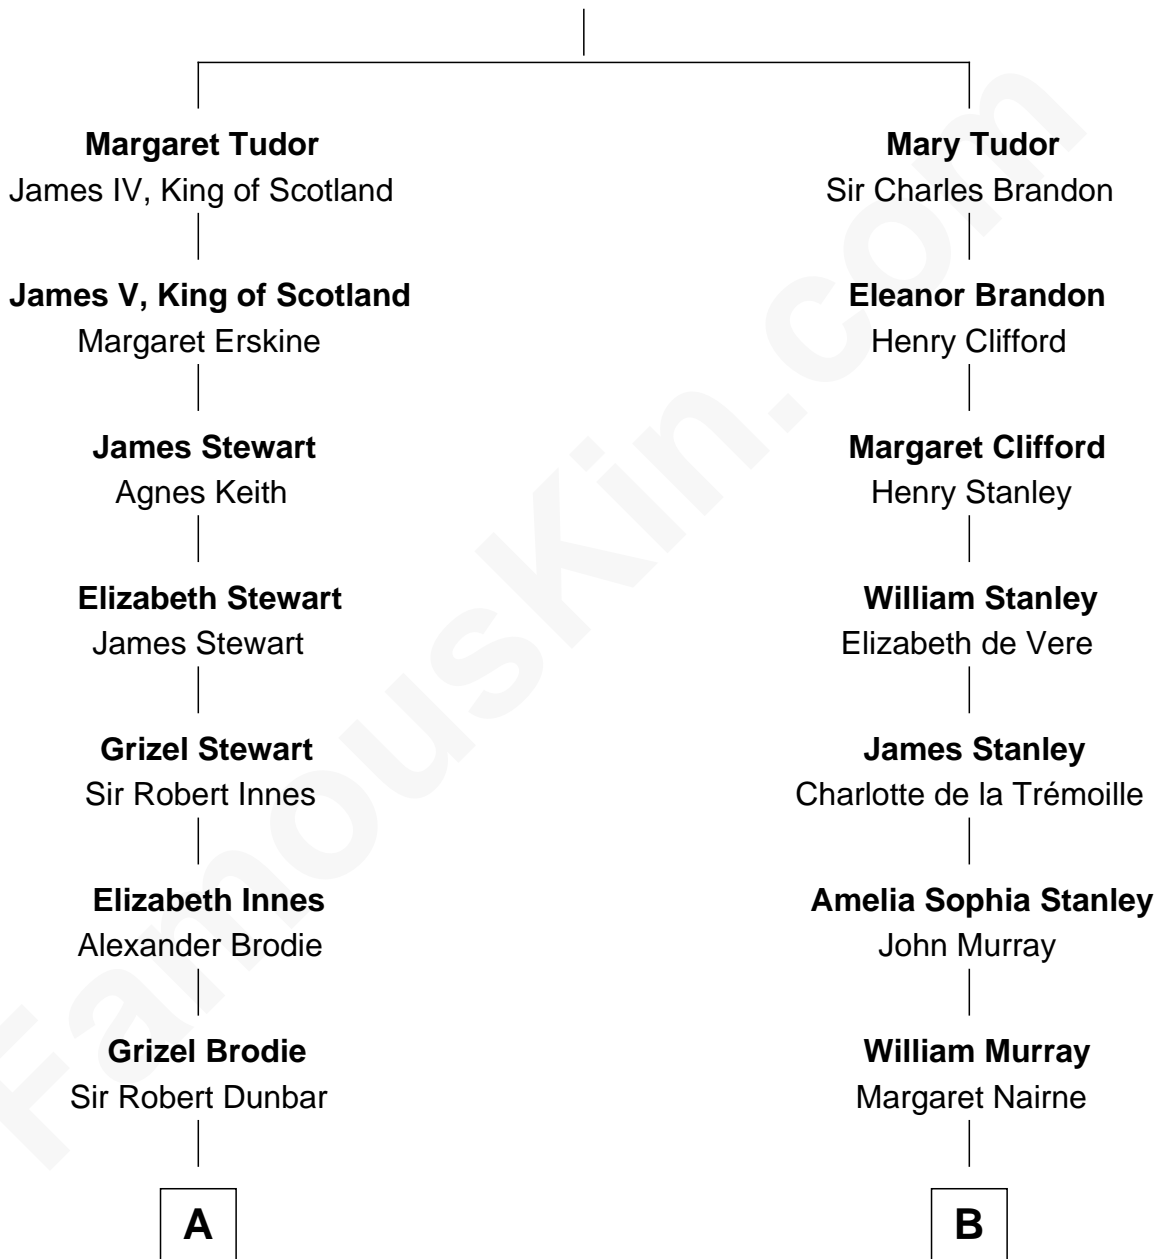 Margaret Tudor
James IV, King of Scotland
James V, King of Scotland
Margaret Erskine
James Stewart
Agnes Keith
Elizabeth Stewart
James Stewart
Grizel Stewart
Sir Robert Innes
Elizabeth Innes
Alexander Brodie
Grizel Brodie
Sir Robert Dunbar
A
Mary Tudor
Sir Charles Brandon
Eleanor Brandon
Henry Clifford
Margaret Clifford
Henry Stanley
William Stanley
Elizabeth de Vere
James Stanley
Charlotte de la Trémoille
Amelia Sophia Stanley
John Murray
William Murray
Margaret Nairne
B
FamousKin.com